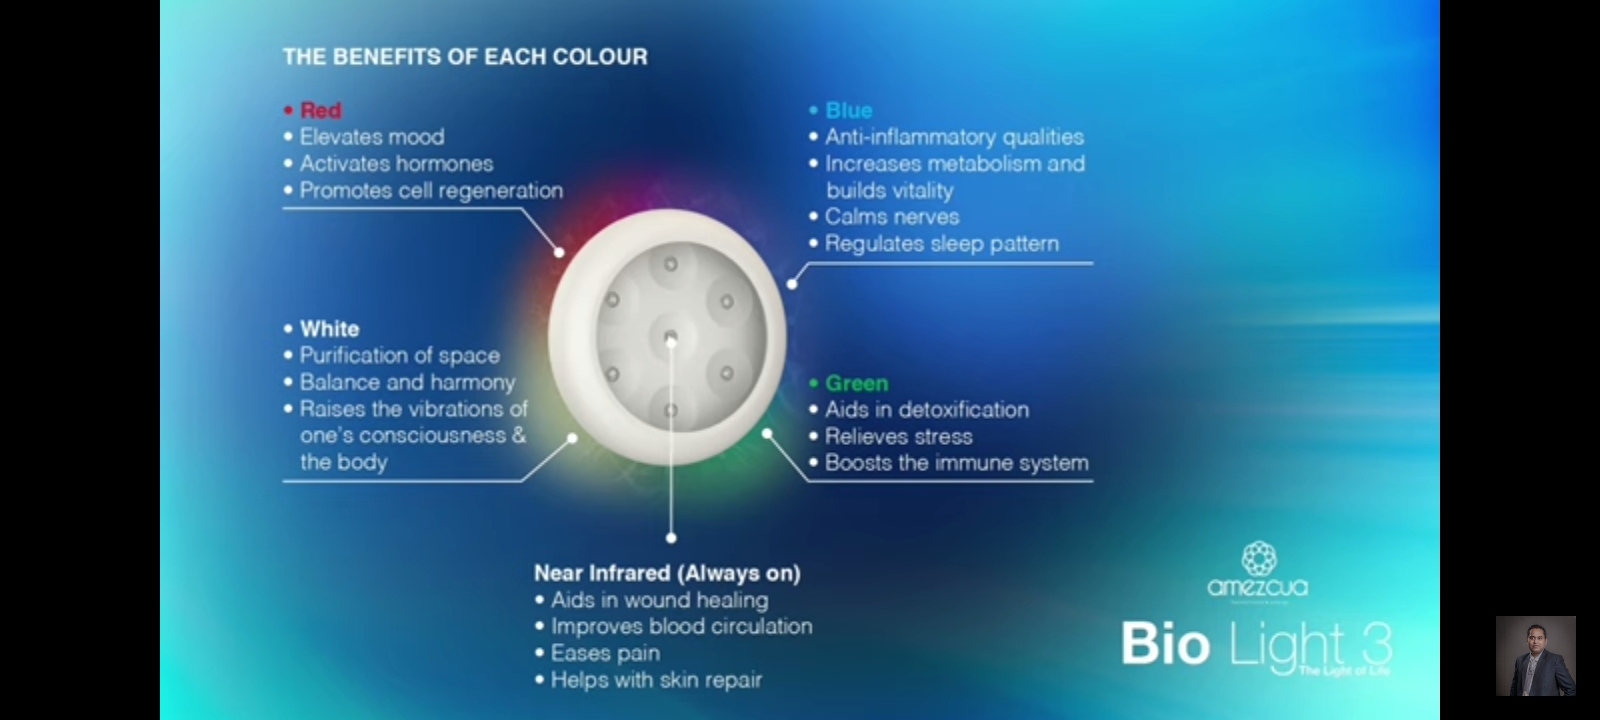 THE BENEFITS OF EACH COLOUR
• Red
• Elevates mood
• Activates hormones
• Promotes cell regeneration
• Blue
• Anti-inflammatory qualities
• Increases metabolism and
builds vitality
• Calms nerves
• Regulates sleep pattern
• White
• Purification of space
• Balance and harmony
• Raises the vibrations of
one's consciousness &
the body
• Green
• Aids in detoxification
• Relieves stress
• Boosts the immune system
Near Infrared (Always on)
• Aids in wound healing
• Improves blood circulation
• Eases pain
• Helps with skin repair
amezcua
Bio Light 3
The Light of Life